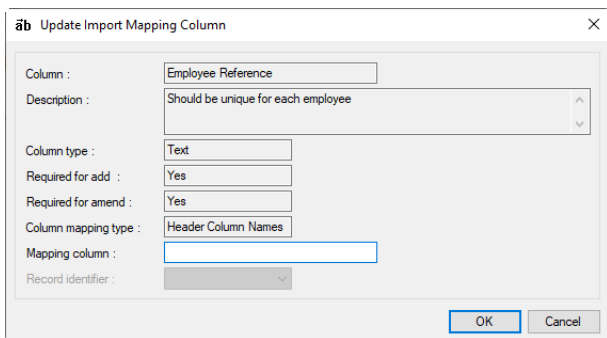 äb Update Import Mapping Column
Column : Employee Reference
Description : Should be unique for each employee
Column type : Text
Required for add : Yes
Required for amend : Yes
Column mapping type : Header Column Names
Mapping column :
Record identifier :
OK Cancel